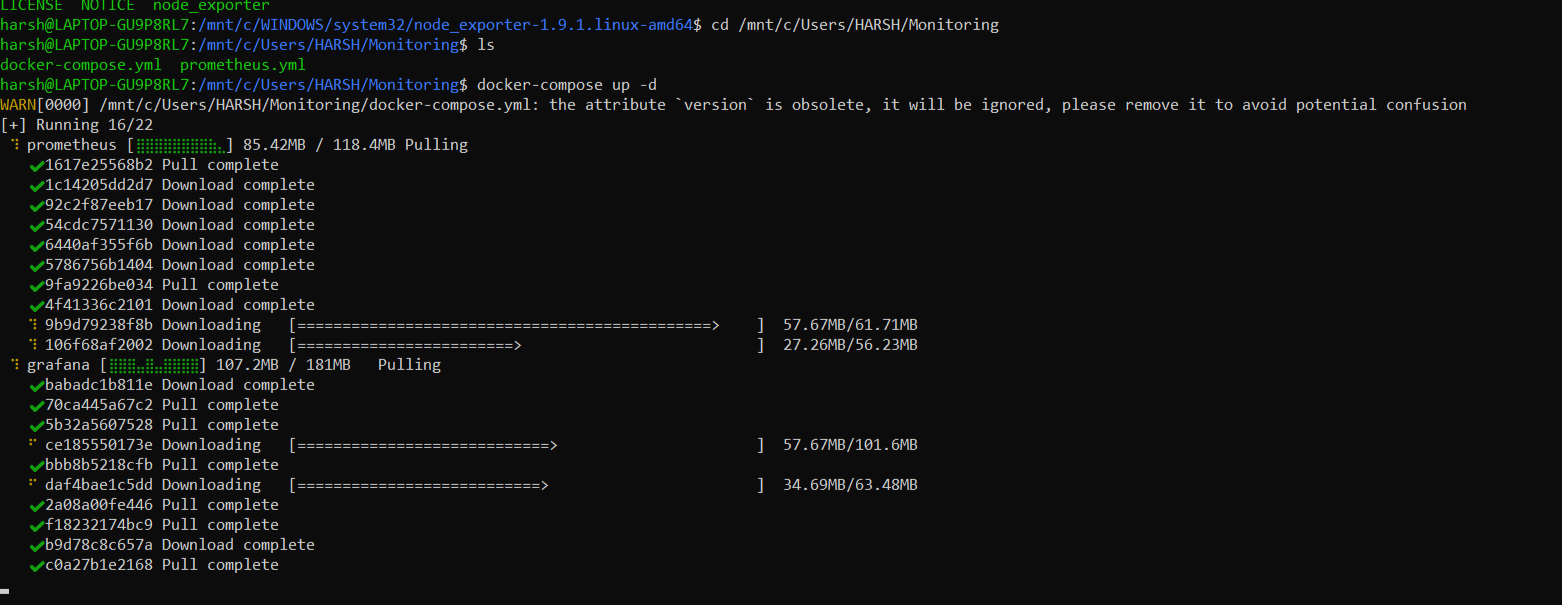 LICENSE  NOTICE  node_exporter
harsh@LAPTOP-GU9P8RL7:/mnt/c/WINDOWS/system32/node_exporter-1.9.1.linux-amd64$ cd /mnt/c/Users/HARSH/Monitoring
harsh@LAPTOP-GU9P8RL7:/mnt/c/Users/HARSH/Monitoring$ ls
docker-compose.yml  prometheus.yml
harsh@LAPTOP-GU9P8RL7:/mnt/c/Users/HARSH/Monitoring$ docker-compose up -d
WARN[0000] /mnt/c/Users/HARSH/Monitoring/docker-compose.yml: the attribute `version` is obsolete, it will be ignored, please remove it to avoid potential confusion
[+] Running 16/22
prometheus [⣿⣿⣿⣿⣿⣿⣿⣿⣦⣀] 85.42MB / 118.4MB Pulling
✔1617e25568b2 Pull complete
✔1c14205dd2d7 Download complete
✔92c2f87eeb17 Download complete
✔54cdc7571130 Download complete
✔6440af355f6b Download complete
✔5786756b1404 Download complete
✔9fa9226be034 Pull complete
✔4f41336c2101 Download complete
9b9d79238f8b Downloading   [==============================================>    ]  57.67MB/61.71MB
106f68af2002 Downloading   [========================>                          ]  27.26MB/56.23MB
grafana [⣿⣿⣿⣤⣿⣤⣿⣿⣿⣿] 107.2MB / 181MB   Pulling
✔babadc1b811e Download complete
✔70ca445a67c2 Pull complete
✔5b32a5607528 Pull complete
ce185550173e Downloading   [============================>                      ]  57.67MB/101.6MB
✔bbb8b5218cfb Pull complete
daf4bae1c5dd Downloading   [===========================>                       ]  34.69MB/63.48MB
✔2a08a00fe446 Pull complete
✔f18232174bc9 Pull complete
✔b9d78c8c657a Download complete
✔c0a27b1e2168 Pull complete